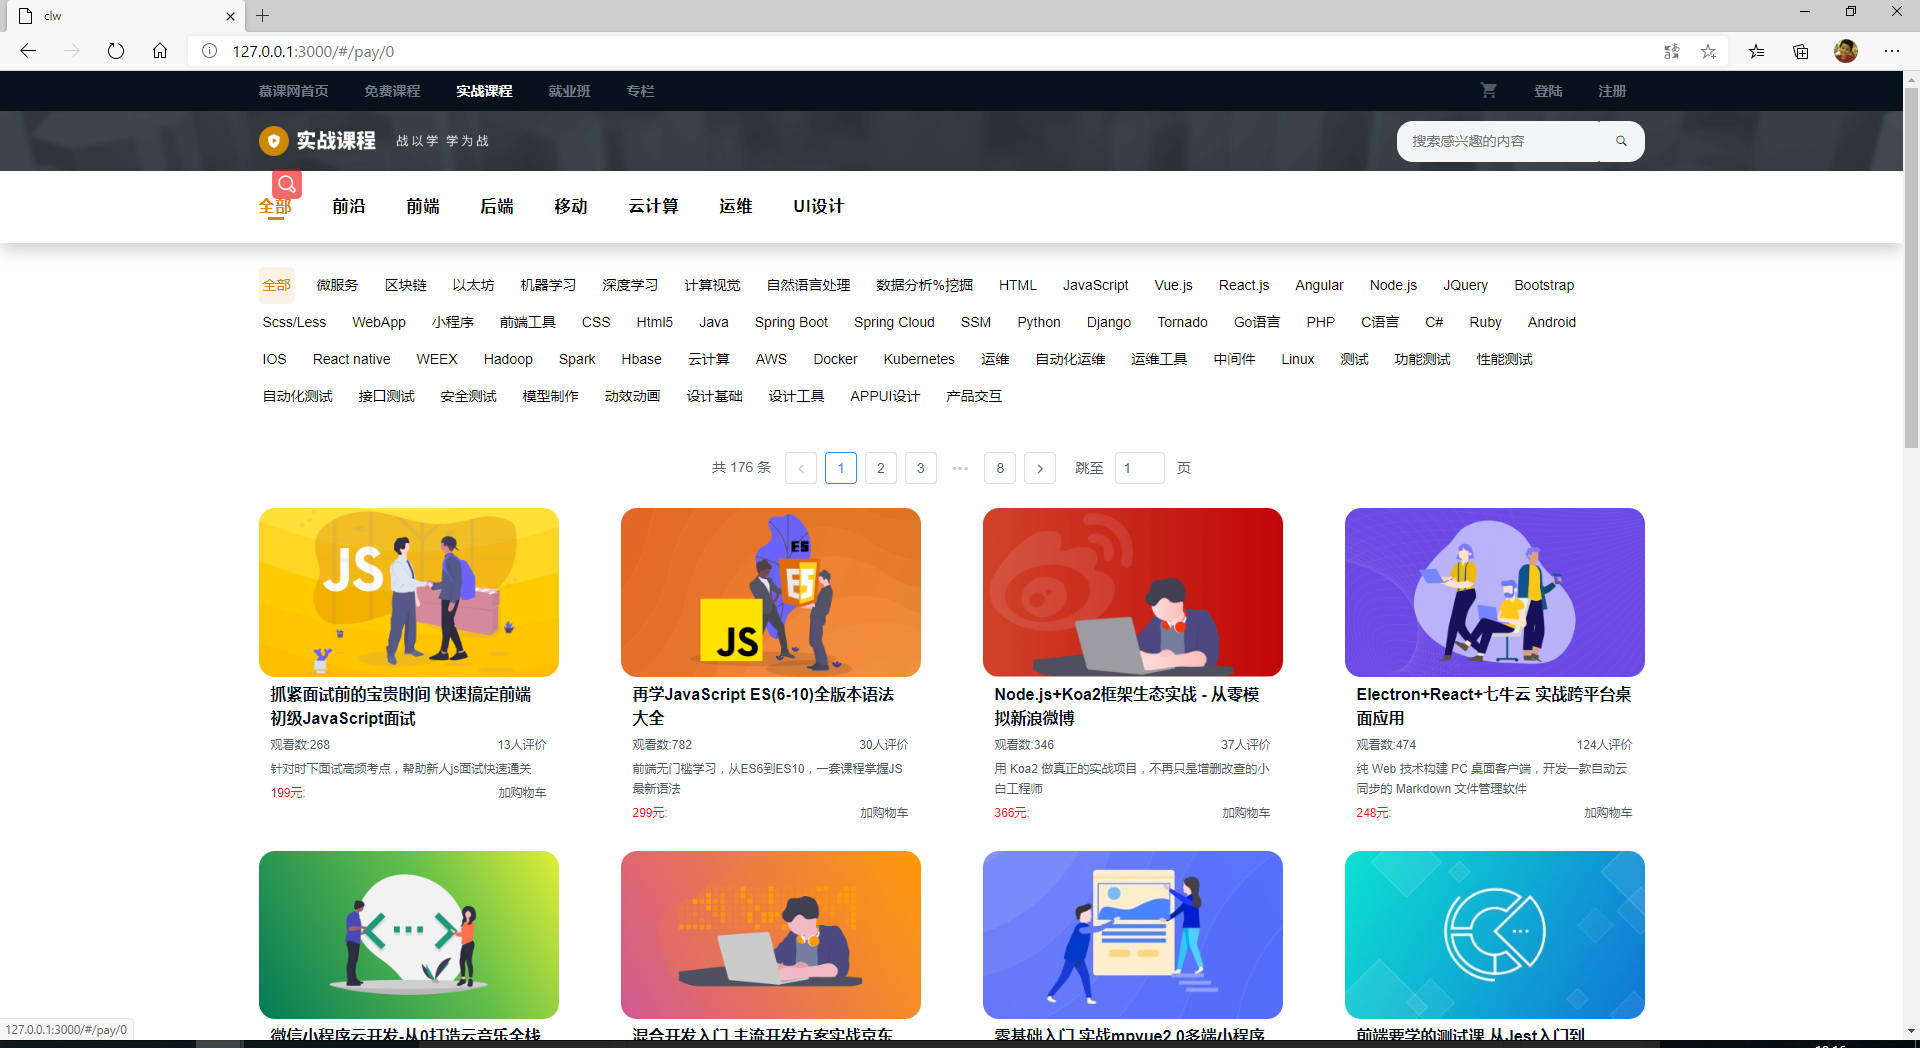 clw
127.0.0.1:3000/#/pay/0
慕课网首页 免费课程 实战课程 就业班 专栏 登陆 注册
实战课程 战以学 学为战 搜索感兴趣的内容
全部 前沿 前端 后端 移动 云计算 运维 UI设计
全部 微服务 区块链 以太坊 机器学习 深度学习 计算视觉 自然语言处理 数据分析%挖掘 HTML JavaScript Vue.js React.js Angular Node.js JQuery Bootstrap
Scss/Less WebApp 小程序 前端工具 CSS Html5 Java Spring Boot Spring Cloud SSM Python Django Tornado Go语言 PHP C语言 C# Ruby Android
IOS React native WEEX Hadoop Spark Hbase 云计算 AWS Docker Kubernetes 运维 自动化运维 运维工具 中间件 Linux 测试 功能测试 性能测试
自动化测试 接口测试 安全测试 模型制作 动效动画 设计基础 设计工具 APPUI设计 产品交互
共 176 条 1 2 3 ••• 8 跳至 1 页
JS
ES
ES
JS
抓紧面试前的宝贵时间 快速搞定前端
初级JavaScript面试
观看数:268 13人评价
针对时下面试高频考点，帮助新人js面试快速通关
199元: 加购物车
再学JavaScript ES(6-10)全版本语法
大全
观看数:782 30人评价
前端无门槛学习，从ES6到ES10，一套课程掌握JS
最新语法
299元: 加购物车
Node.js+Koa2框架生态实战 - 从零模
拟新浪微博
观看数:346 37人评价
用 Koa2 做真正的实战项目，不再只是增删改查的小
白工程师
366元: 加购物车
Electron+React+七牛云 实战跨平台桌
面应用
观看数:474 124人评价
纯 Web 技术构建 PC 桌面客户端，开发一款自动云
同步的 Markdown 文件管理软件
248元: 加购物车
微信小程序云开发-从0打造云音乐全栈
混合开发入门 主流开发方案实战京东
零基础入门 实战mpvue2.0多端小程序
前端要学的测试课 从Jest入门到
127.0.0.1:3000/#/pay/0